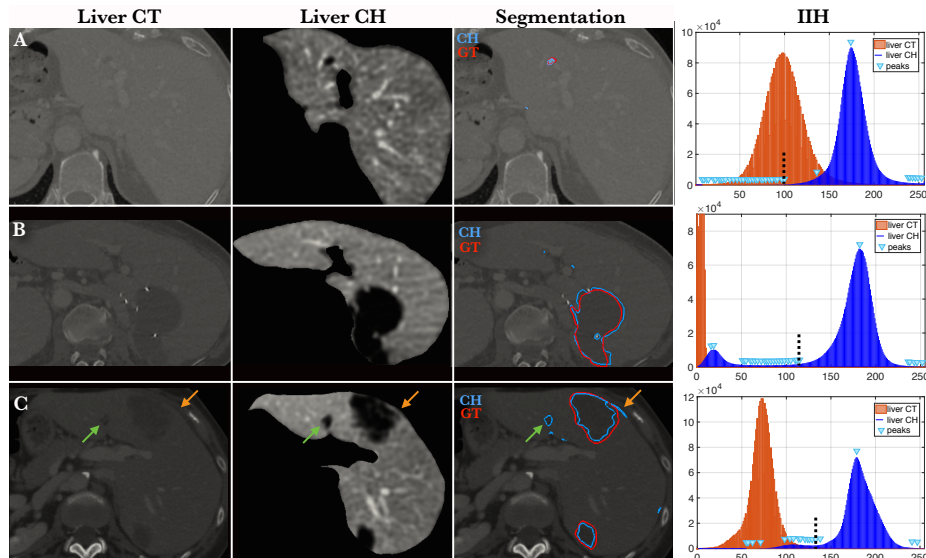 Liver CT Liver CH Segmentation IIH
A
CH
GT
×10⁴
10
8
6
4
2
0
50 100 150 200 250
liver CT
liver CH
peaks
B
CH
GT
×10⁴
8
6
4
2
0
0 50 100 150 200 250
liver CT
liver CH
peaks
C
CH
GT
×10⁴
12
10
8
6
4
2
0
0 50 100 150 200 250
liver CT
liver CH
peaks